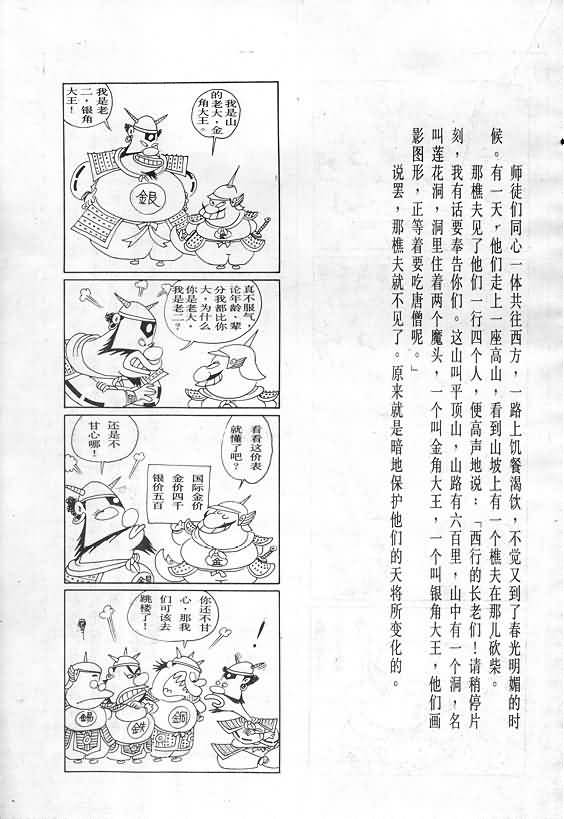 师徒们同心一体共往西方，一路上饥餐渴饮，不觉又到了春光明媚的时
候。有一天，他们走上一座高山，看到山坡上有一个樵夫在那儿砍柴。
那樵夫见了他们一行四个人，便高声地说：「西行的长老们！请稍停片
刻，我有话要奉告你们。这山叫平顶山，山路有六百里，山中有一个洞，名
叫莲花洞，洞里住着两个魔头，一个叫金角大王，一个叫银角大王，他们画
影图形，正等着要吃唐僧呢。」
说罢，那樵夫就不见了。原来就是暗地保护他们的天将所变化的。
我是山
的老大，金
角大王。
我是老
二，银角
大王！
銀
金
真不服气，
论年龄、辈
分我都比你
大，为什么
你是老大，
我是老二？
看看这价表
就懂了吧？
国际金价
金价四千
银价五百
还是不
甘心哪！
金
銀
你还不甘
心，那我
们可该去
跳楼了！
錫
鉄
銅